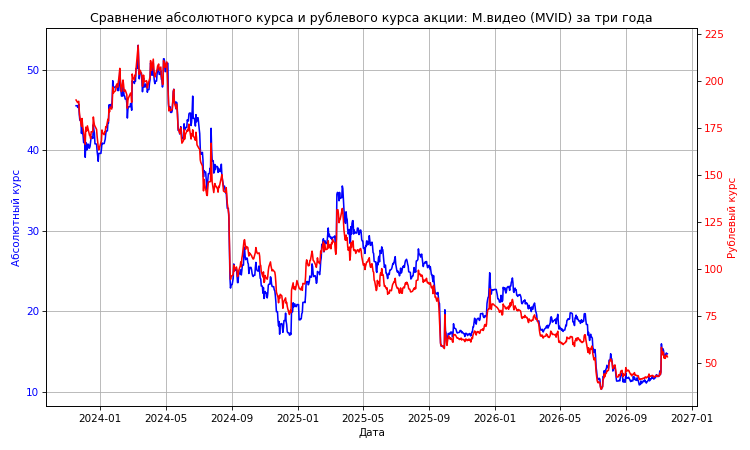 Сравнение абсолютного курса и рублевого курса акции: М.видео (MVID) за три года
Абсолютный курс
50
40
30
20
10
225
200
175
150
125
100
75
50
Рублевый курс
2024-01 2024-05 2024-09 2025-01 2025-05 2025-09 2026-01 2026-05 2026-09 2027-01
Дата